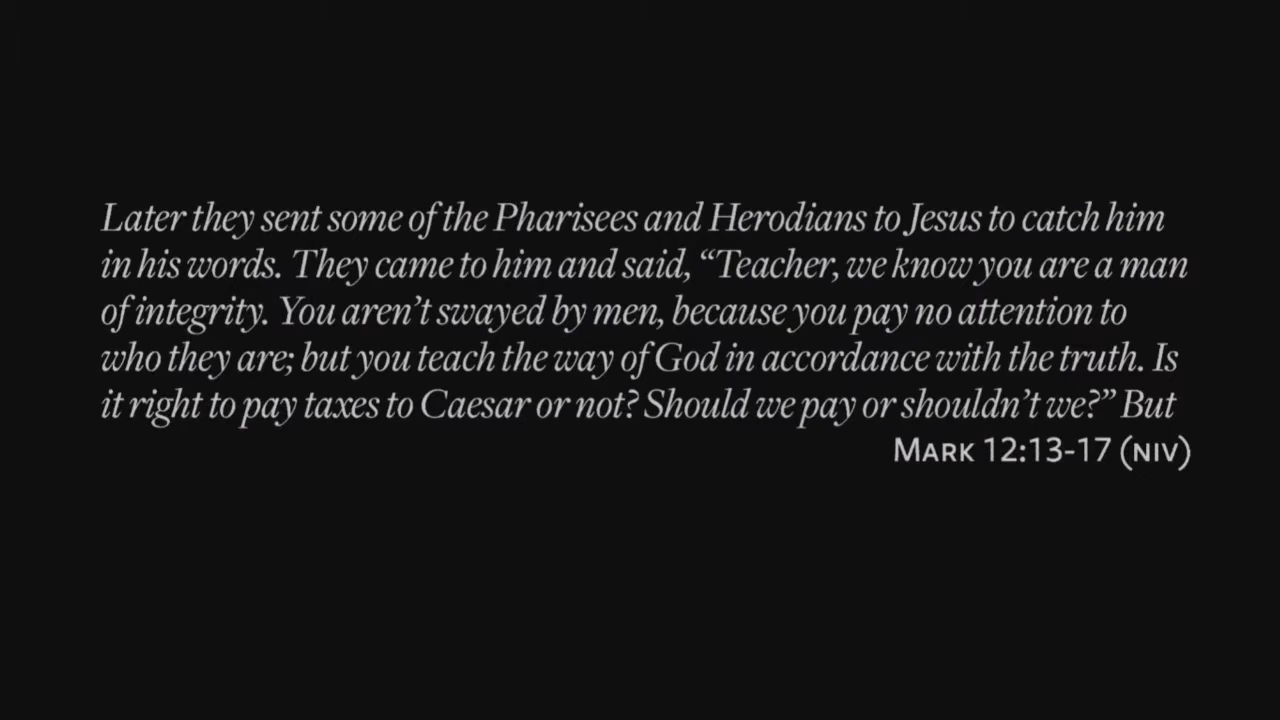 Later they sent some of the Pharisees and Herodians to Jesus to catch him
in his words. They came to him and said, “Teacher, we know you are a man
of integrity. You aren’t swayed by men, because you pay no attention to
who they are; but you teach the way of God in accordance with the truth. Is
it right to pay taxes to Caesar or not? Should we pay or shouldn’t we?” But
Mark 12:13-17 (NIV)